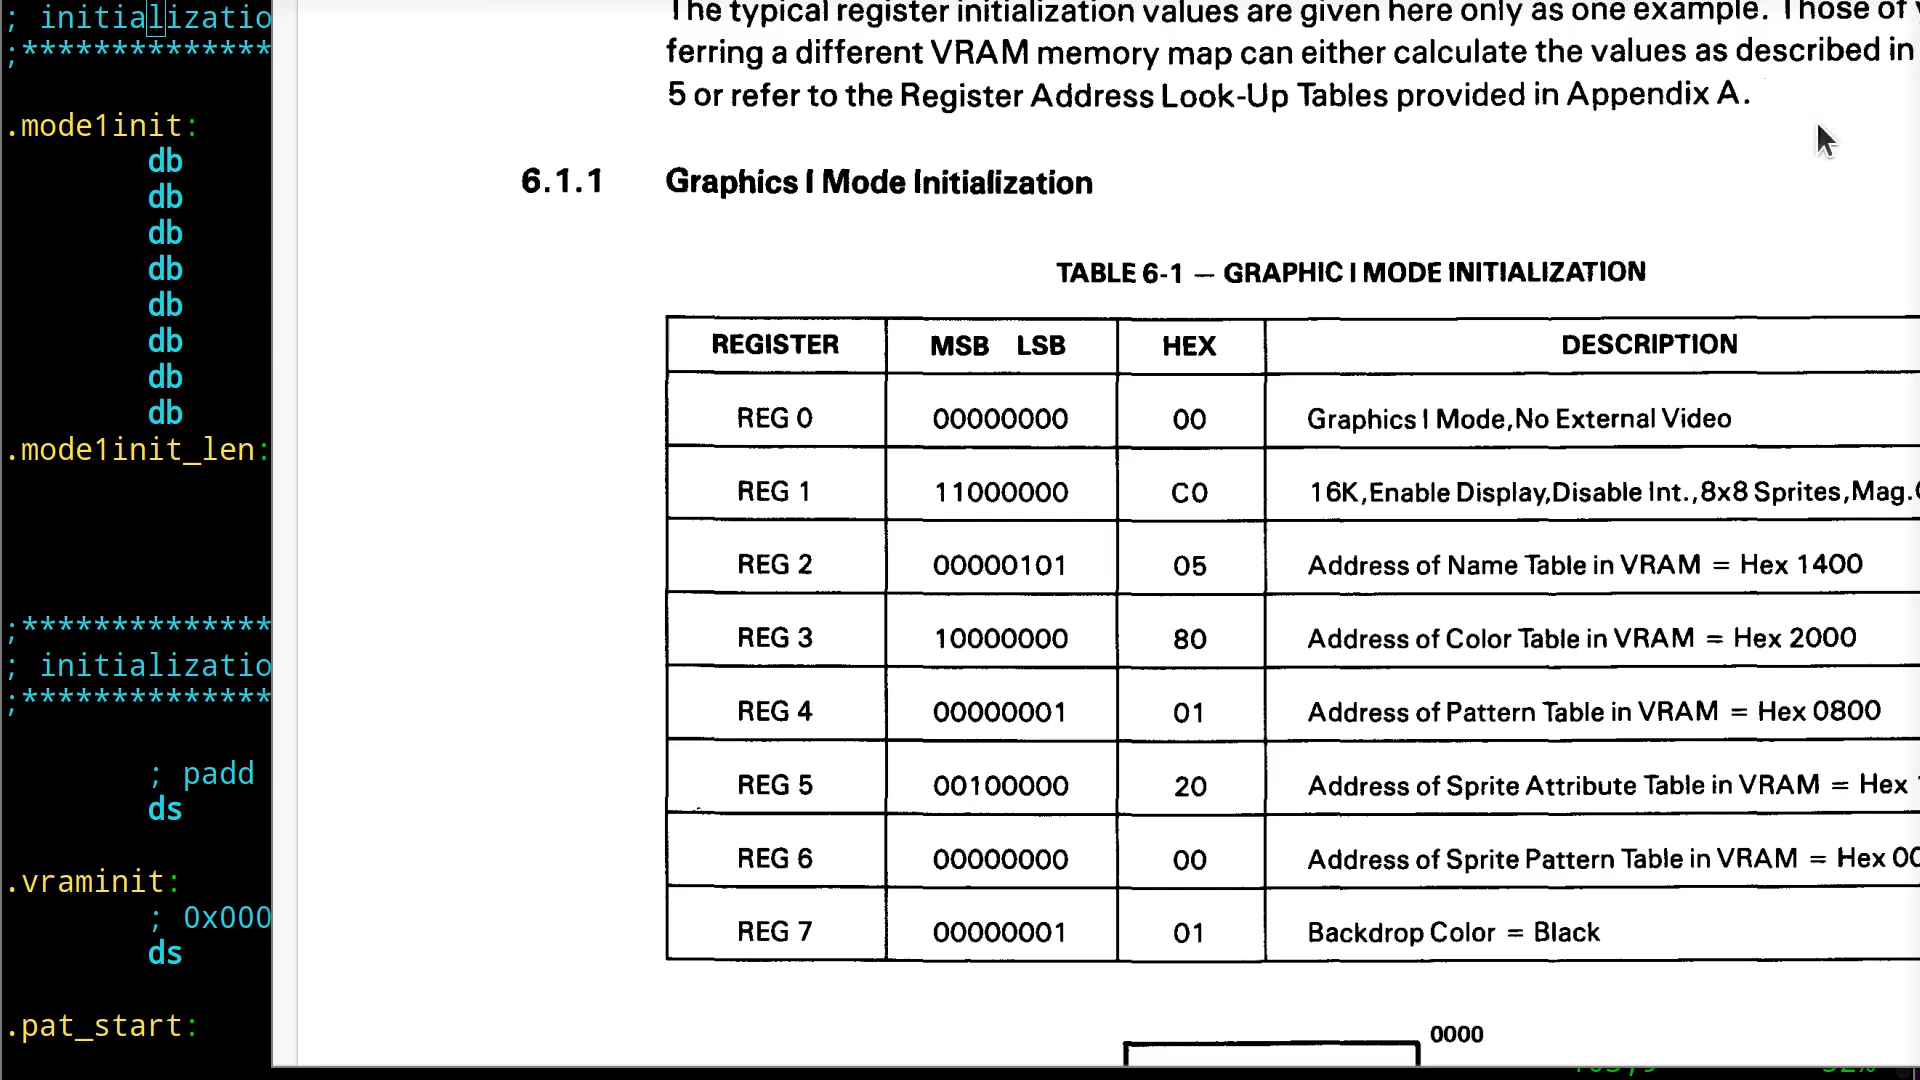 ; initializatio
;**************
.mode1init:
db
db
db
db
db
db
db
db
.mode1init_len:
;**************
; initializatio
;**************
; padd
ds
.vraminit:
; 0x000
ds
.pat_start:
The typical register initialization values are given here only as one example. Those of
ferring a different VRAM memory map can either calculate the values as described in
5 or refer to the Register Address Look-Up Tables provided in Appendix A.
6.1.1 Graphics I Mode Initialization
TABLE 6-1 — GRAPHIC I MODE INITIALIZATION
REGISTER MSB LSB HEX DESCRIPTION
REG 0 00000000 00 Graphics I Mode,No External Video
REG 1 11000000 C0 16K,Enable Display,Disable Int.,8x8 Sprites,Mag.
REG 2 00000101 05 Address of Name Table in VRAM = Hex 1400
REG 3 10000000 80 Address of Color Table in VRAM = Hex 2000
REG 4 00000001 01 Address of Pattern Table in VRAM = Hex 0800
REG 5 00100000 20 Address of Sprite Attribute Table in VRAM = Hex
REG 6 00000000 00 Address of Sprite Pattern Table in VRAM = Hex 00
REG 7 00000001 01 Backdrop Color = Black
0000